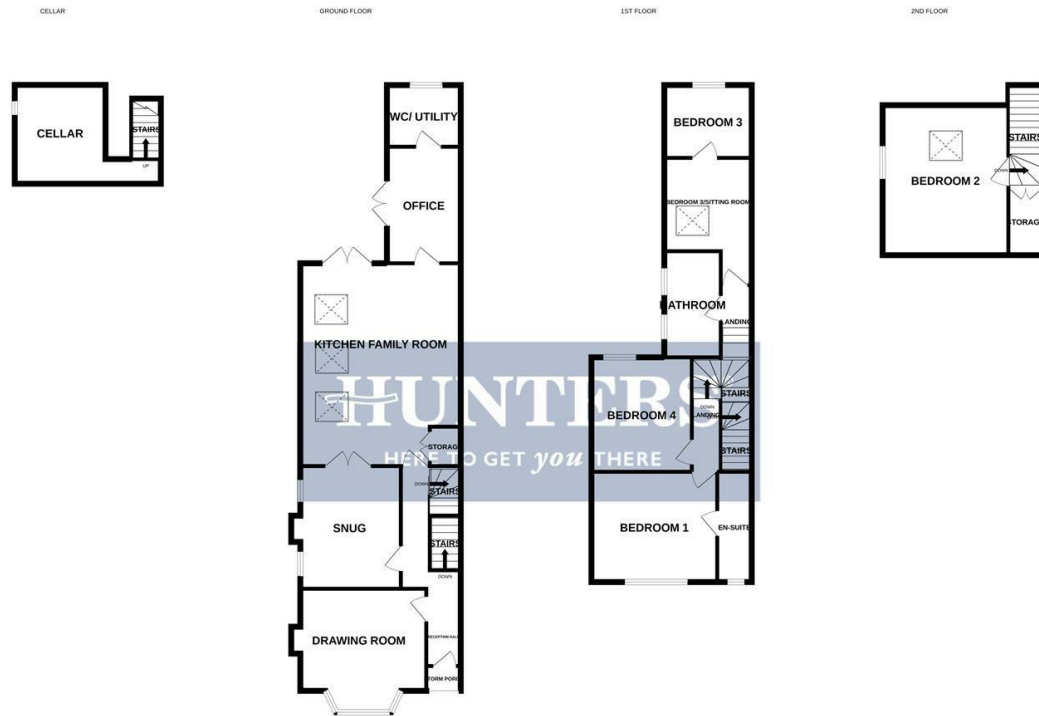 CELLAR
GROUND FLOOR
1ST FLOOR
2ND FLOOR
CELLAR
STAIRS
UP
WC/ UTILITY
OFFICE
KITCHEN FAMILY ROOM
STORAG
DOWN
STAIRS
SNUG
STAIRS
DOWN
DRAWING ROOM
RECEPTION HALL
TORM PORC
BEDROOM 3
BEDROOM 3/SITTING ROOM
BATHROOM
LANDING
STAIRS
BEDROOM 4
DOWN
LANDING
STAIRS
BEDROOM 1
EN-SUITE
BEDROOM 2
STAIRS
DOWN
STORAG
HUNTERS
HERE TO GET you THERE